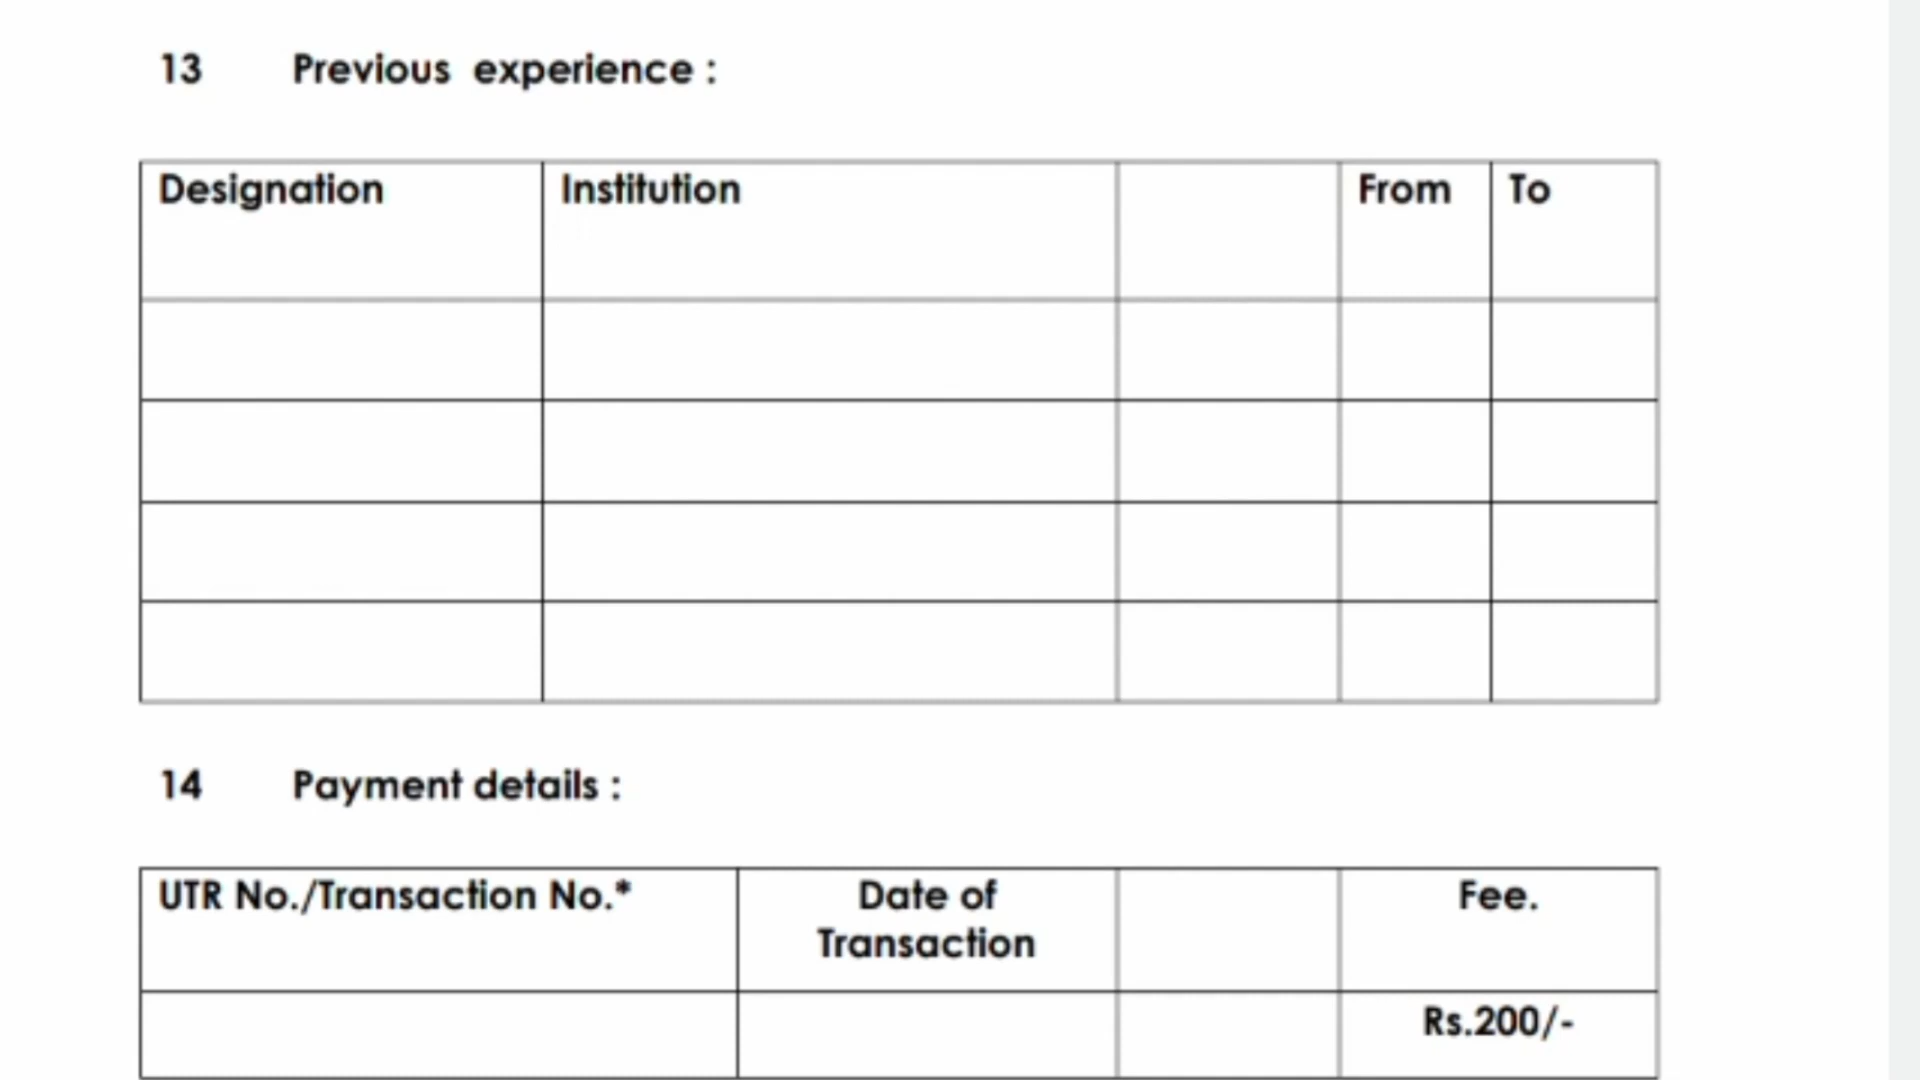 13 Previous experience :
Designation Institution From To
14 Payment details :
UTR No./Transaction No.* Date of Transaction Fee.
Rs.200/-